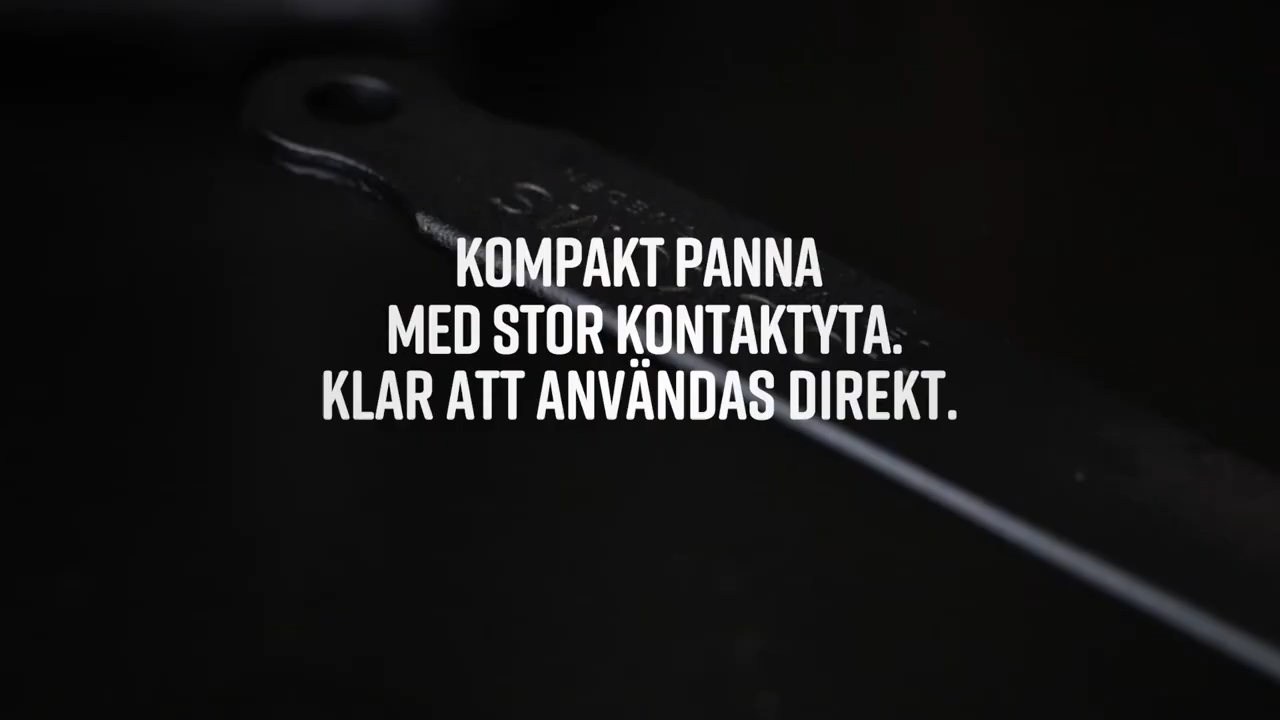 KOMPAKT PANNA
MED STOR KONTAKTYTA.
KLAR ATT ANVÄNDAS DIREKT.